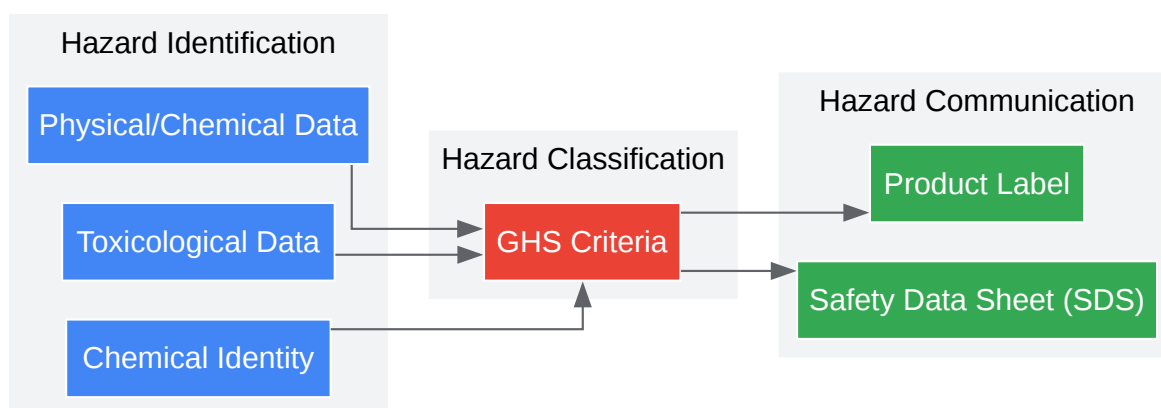 Hazard Identification
Physical/Chemical Data
Toxicological Data
Chemical Identity
Hazard Classification
GHS Criteria
Hazard Communication
Product Label
Safety Data Sheet (SDS)